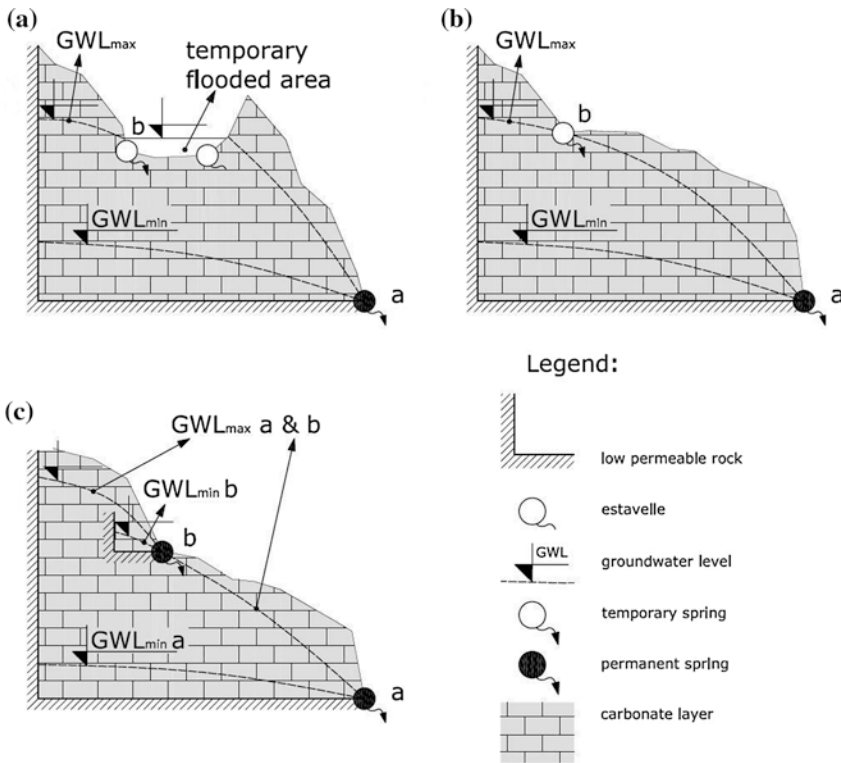 (a)
GWLmax
temporary
flooded area
b
GWLmin
a
(b)
GWLmax
b
GWLmin
a
(c)
GWLmax a & b
GWLmin b
b
GWLmin a
a
Legend:
low permeable rock
estavelle
GWL
groundwater level
temporary spring
permanent spring
carbonate layer